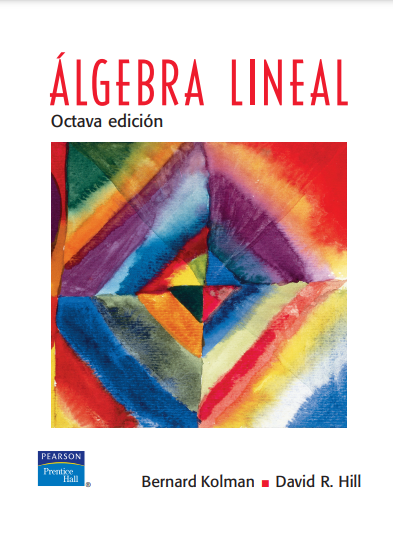 ÁLGEBRA LINEAL
Octava edición
PEARSON
Prentice
Hall
®
Bernard Kolman ■ David R. Hill